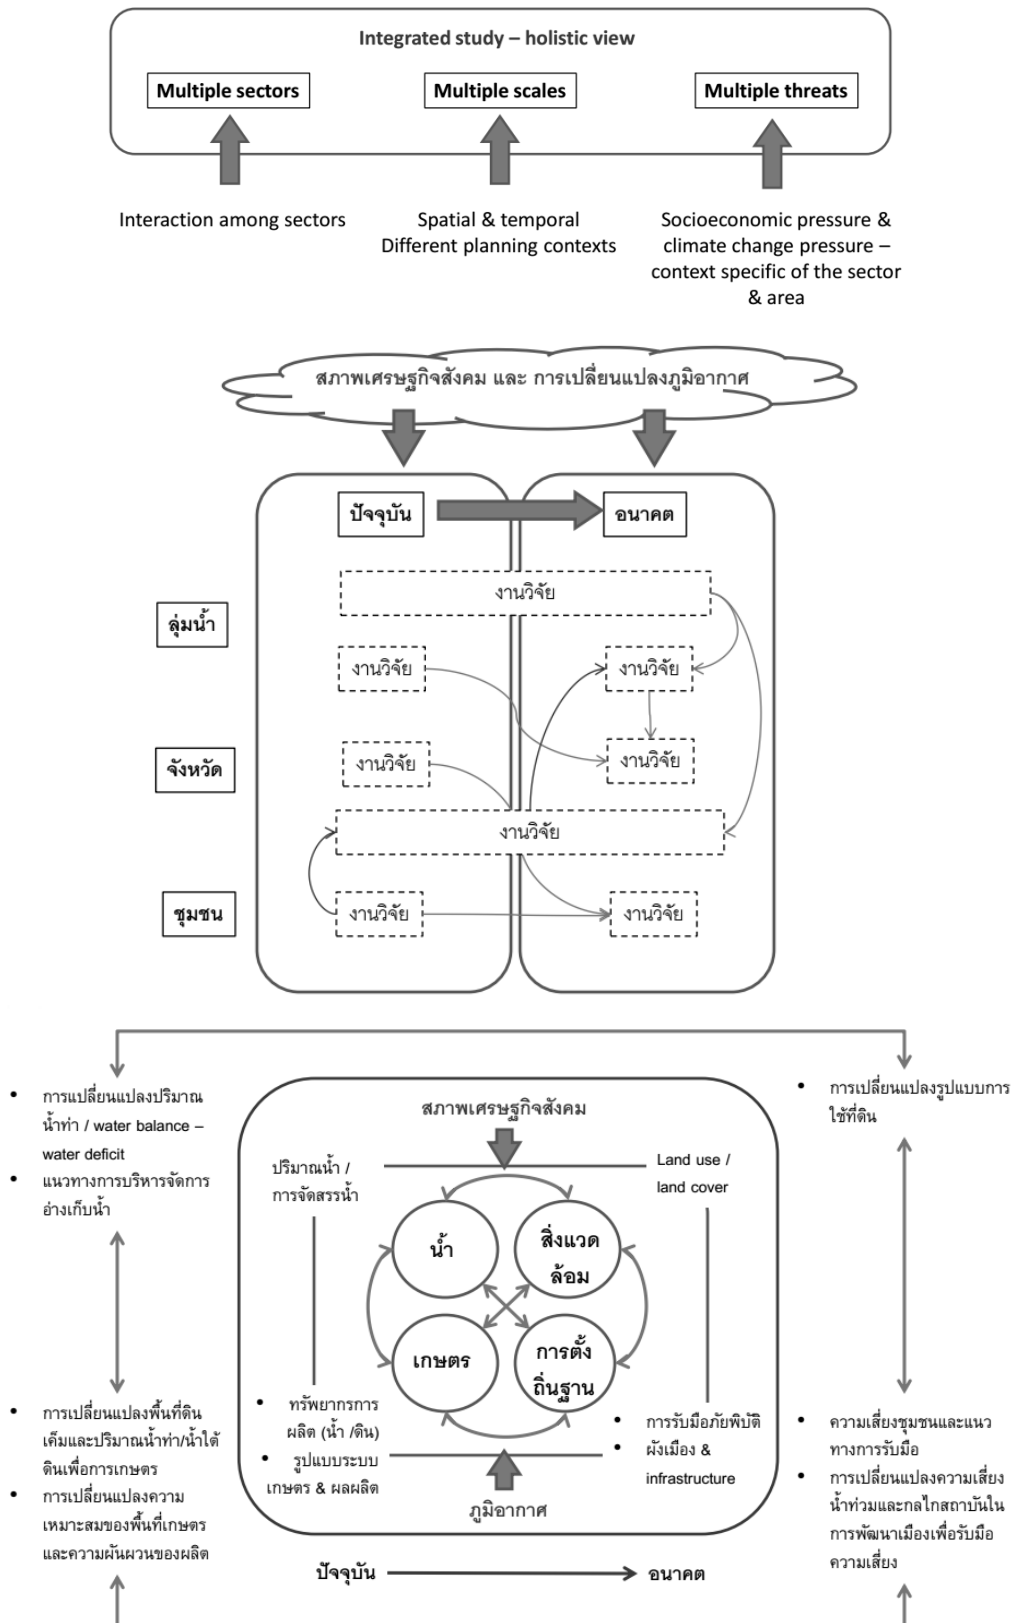 Integrated study – holistic view
Multiple sectors
Multiple scales
Multiple threats
Interaction among sectors
Spatial & temporal
Different planning contexts
Socioeconomic pressure &
climate change pressure –
context specific of the sector
& area
สภาพเศรษฐกิจสังคม และ การเปลี่ยนแปลงภูมิอากาศ
ปัจจุบัน
อนาคต
งานวิจัย
ลุ่มน้ำ
งานวิจัย
งานวิจัย
จังหวัด
งานวิจัย
งานวิจัย
งานวิจัย
ชุมชน
งานวิจัย
งานวิจัย
• การแปลี่ยนแปลงปริมาณ
น้ำท่า / water balance –
water deficit
• แนวทางการบริหารจัดการ
อ่างเก็บน้ำ
• การเปลี่ยนแปลงรูปแบบการ
ใช้ที่ดิน
สภาพเศรษฐกิจสังคม
ปริมาณน้ำ /
การจัดสรรน้ำ
Land use /
land cover
น้ำ
สิ่งแวด
ล้อม
เกษตร
การตั้ง
ถิ่นฐาน
• ทรัพยากรการ
ผลิต (น้ำ /ดิน)
• รูปแบบระบบ
เกษตร & ผลผลิต
• การรับมือภัยพิบัติ
• ผังเมือง &
infrastructure
ภูมิอากาศ
• การเปลี่ยนแปลงพื้นที่ดิน
เค็มและปริมาณน้ำท่า/น้ำใต้
ดินเพื่อการเกษตร
• การเปลี่ยนแปลงความ
เหมาะสมของพื้นที่เกษตร
และความผันผวนของผลิต
• ความเสี่ยงชุมชนและแนว
ทางการรับมือ
• การเปลี่ยนแปลงความเสี่ยง
น้ำท่วมและกลไกสถาบันใน
การพัฒนาเมืองเพื่อรับมือ
ความเสี่ยง
ปัจจุบัน
อนาคต